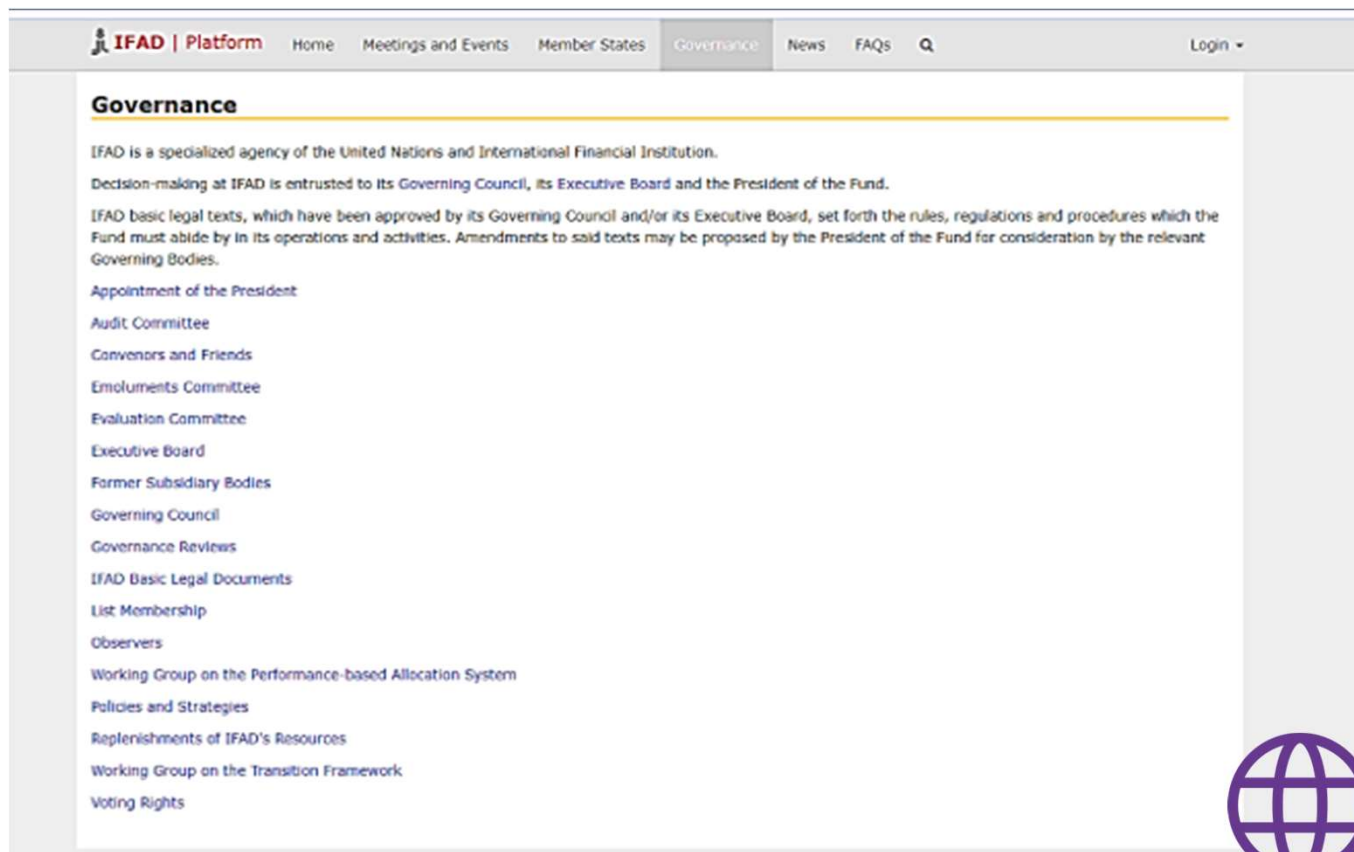 IFAD | Platform Home Meetings and Events Member States Governance News FAQs Login
Governance
IFAD is a specialized agency of the United Nations and International Financial Institution.
Decision-making at IFAD is entrusted to its Governing Council, its Executive Board and the President of the Fund.
IFAD basic legal texts, which have been approved by its Governing Council and/or its Executive Board, set forth the rules, regulations and procedures which the
Fund must abide by in its operations and activities. Amendments to said texts may be proposed by the President of the Fund for consideration by the relevant
Governing Bodies.
Appointment of the President
Audit Committee
Convenors and Friends
Emoluments Committee
Evaluation Committee
Executive Board
Former Subsidiary Bodies
Governing Council
Governance Reviews
IFAD Basic Legal Documents
List Membership
Observers
Working Group on the Performance-based Allocation System
Policies and Strategies
Replenishments of IFAD's Resources
Working Group on the Transition Framework
Voting Rights